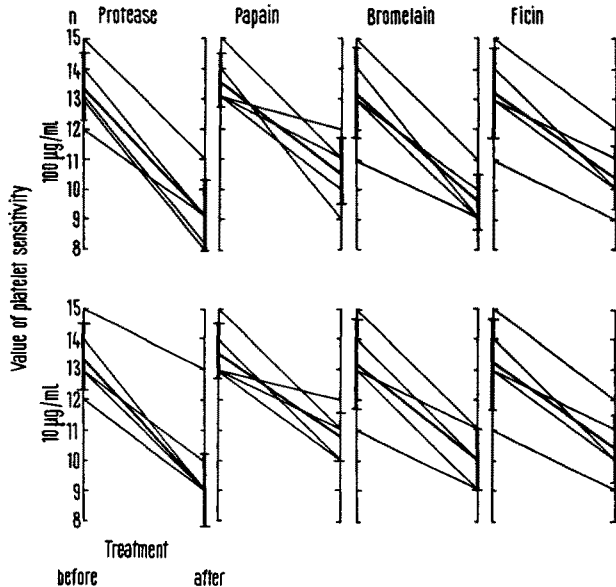 n Protease Papain Bromelain Ficin
15
14
13
12
11
10
9
8
100 µg/ml
Value of platelet sensitivity
15
14
13
12
11
10
9
8
10 µg/ml
Treatment
before after